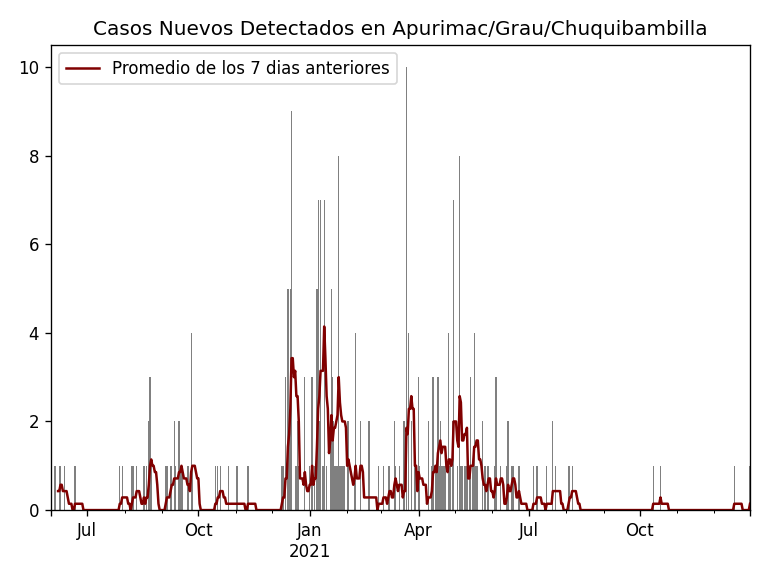 Casos Nuevos Detectados en Apurimac/Grau/Chuquibambilla
Promedio de los 7 dias anteriores
10
8
6
4
2
0
Jul
Oct
Jan
2021
Apr
Jul
Oct